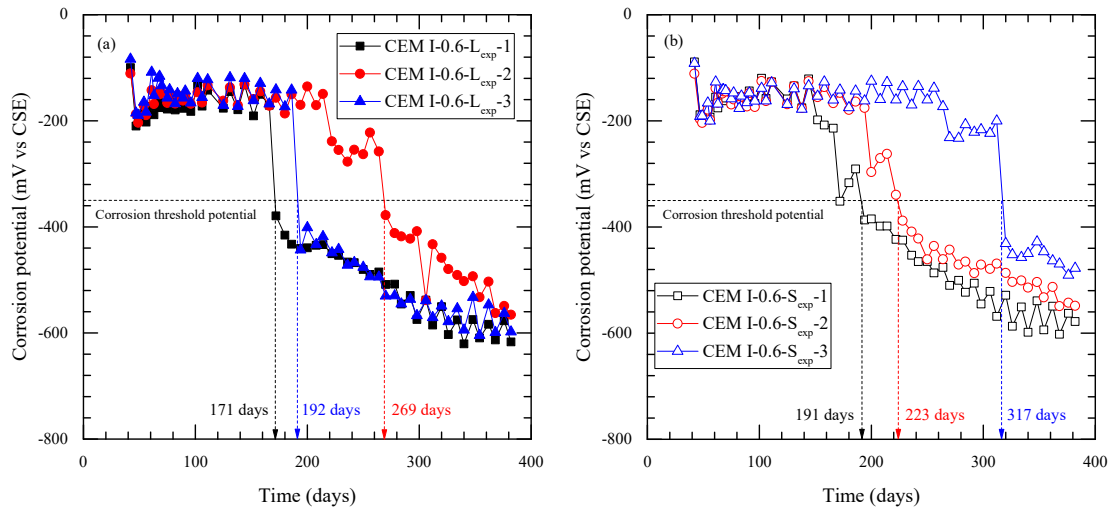 (a)
CEM I-0.6-Lexp-1
CEM I-0.6-Lexp-2
CEM I-0.6-Lexp-3
0
-200
-400
-600
-800
Corrosion potential (mV vs CSE)
Corrosion threshold potential
171 days
192 days
269 days
0
100
200
300
400
Time (days)
(b)
0
-200
-400
-600
-800
Corrosion potential (mV vs CSE)
Corrosion threshold potential
CEM I-0.6-Sexp-1
CEM I-0.6-Sexp-2
CEM I-0.6-Sexp-3
191 days
223 days
317 days
0
100
200
300
400
Time (days)